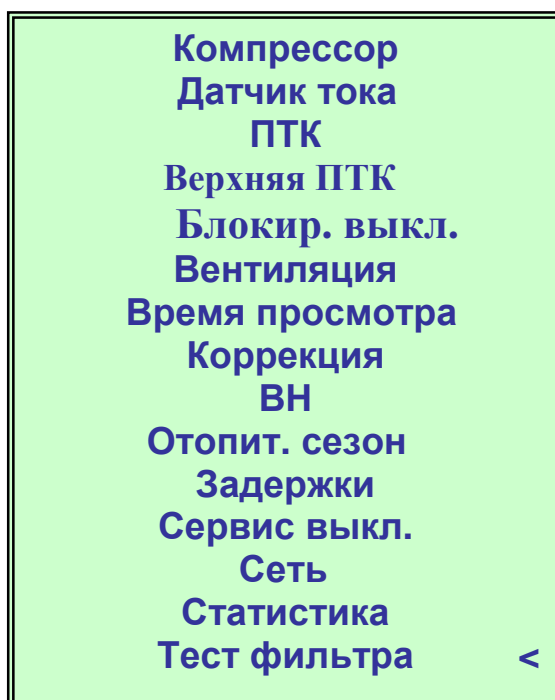 Компрессор
Датчик тока
ПТК
Верхняя ПТК
Блокир. выкл.
Вентиляция
Время просмотра
Коррекция
ВН
Отопит. сезон
Задержки
Сервис выкл.
Сеть
Статистика
Тест фильтра <